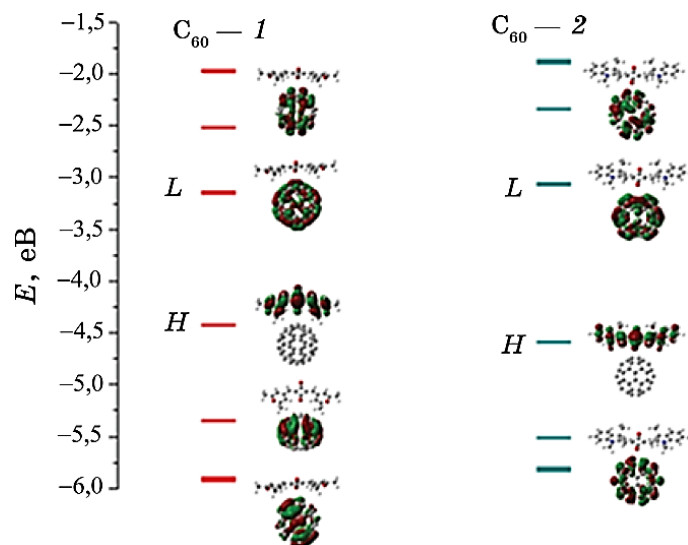 −1,5
C60 — 1
C60 — 2
−2,0
−2,5
−3,0
L
L
−3,5
E, eB
−4,0
H
H
−4,5
−5,0
−5,5
−6,0